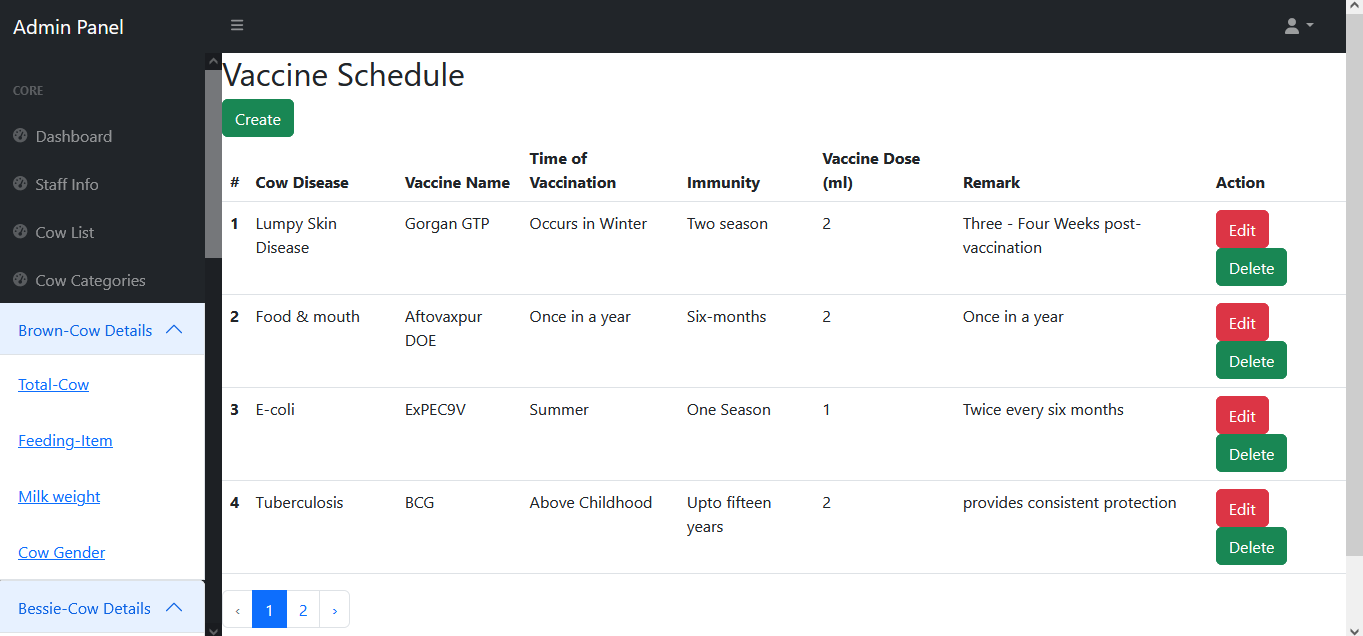 Admin Panel
CORE
Dashboard
Staff Info
Cow List
Cow Categories
Brown-Cow Details
Total-Cow
Feeding-Item
Milk weight
Cow Gender
Bessie-Cow Details
Vaccine Schedule
Create
# Cow Disease Vaccine Name Time of Vaccination Immunity Vaccine Dose (ml) Remark Action
1 Lumpy Skin Disease Gorgan GTP Occurs in Winter Two season 2 Three - Four Weeks post-vaccination Edit
Delete
2 Food & mouth Aftovaxpur DOE Once in a year Six-months 2 Once in a year Edit
Delete
3 E-coli ExPEC9V Summer One Season 1 Twice every six months Edit
Delete
4 Tuberculosis BCG Above Childhood Upto fifteen years 2 provides consistent protection Edit
Delete
‹ 1 2 ›